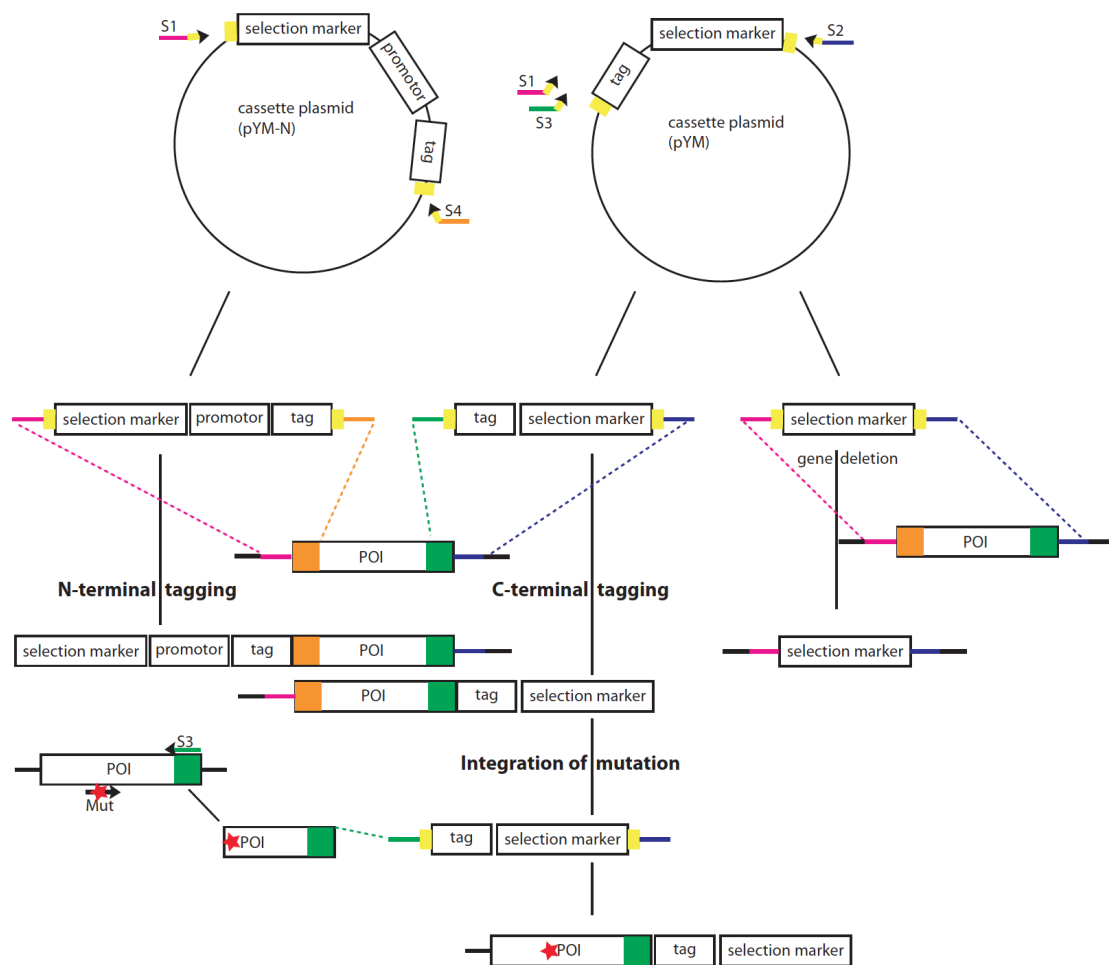 S1
selection marker
promotor
tag
cassette plasmid
(pYM-N)
S4
selection marker
S2
tag
S1
S3
cassette plasmid
(pYM)
selection marker
promotor
tag
tag
selection marker
selection marker
gene deletion
POI
POI
N-terminal tagging
C-terminal tagging
selection marker
promotor
tag
POI
selection marker
POI
tag
selection marker
S3
POI
Mut
Integration of mutation
POI
tag
selection marker
POI
tag
selection marker